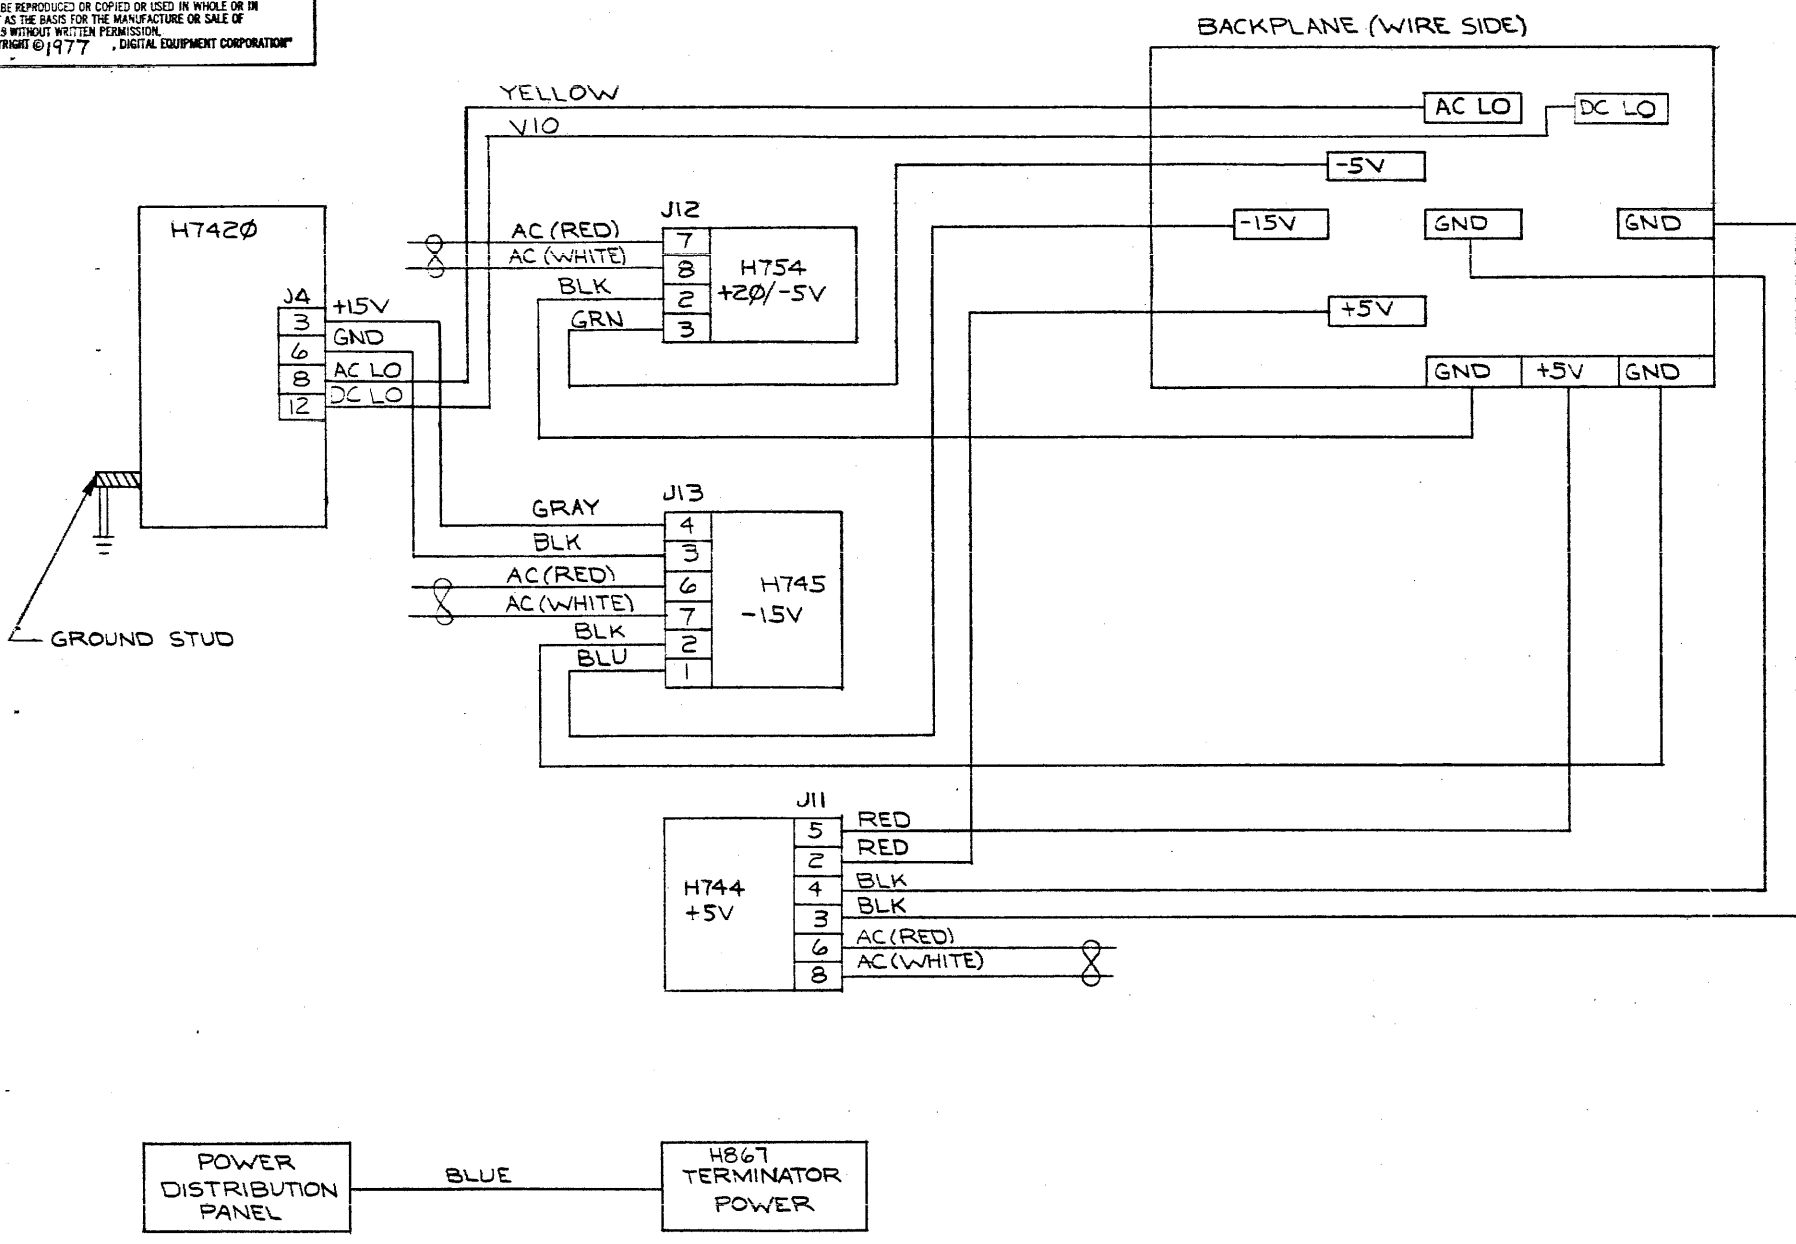 BE REPRODUCED OR COPIED OR USED IN WHOLE OR IN
AS THE BASIS FOR THE MANUFACTURE OR SALE OF
S WITHOUT WRITTEN PERMISSION.
RIGHT © 1977 , DIGITAL EQUIPMENT CORPORATION"
BACKPLANE (WIRE SIDE)
YELLOW
AC LO
DC LO
VIO
-5V
H742Ø
J12
AC (RED)
7
-15V
GND
GND
AC (WHITE)
8
H754
BLK
2
+2Ø/-5V
J4
+15V
3
GRN
3
+5V
GND
6
AC LO
8
GND
+5V
GND
DC LO
12
J13
GRAY
4
BLK
3
AC (RED)
6
H745
AC (WHITE)
7
-15V
BLK
2
GROUND STUD
BLU
1
J11
5
RED
2
RED
H744
4
BLK
+5V
3
BLK
6
AC (RED)
8
AC (WHITE)
POWER
DISTRIBUTION
PANEL
BLUE
H867
TERMINATOR
POWER